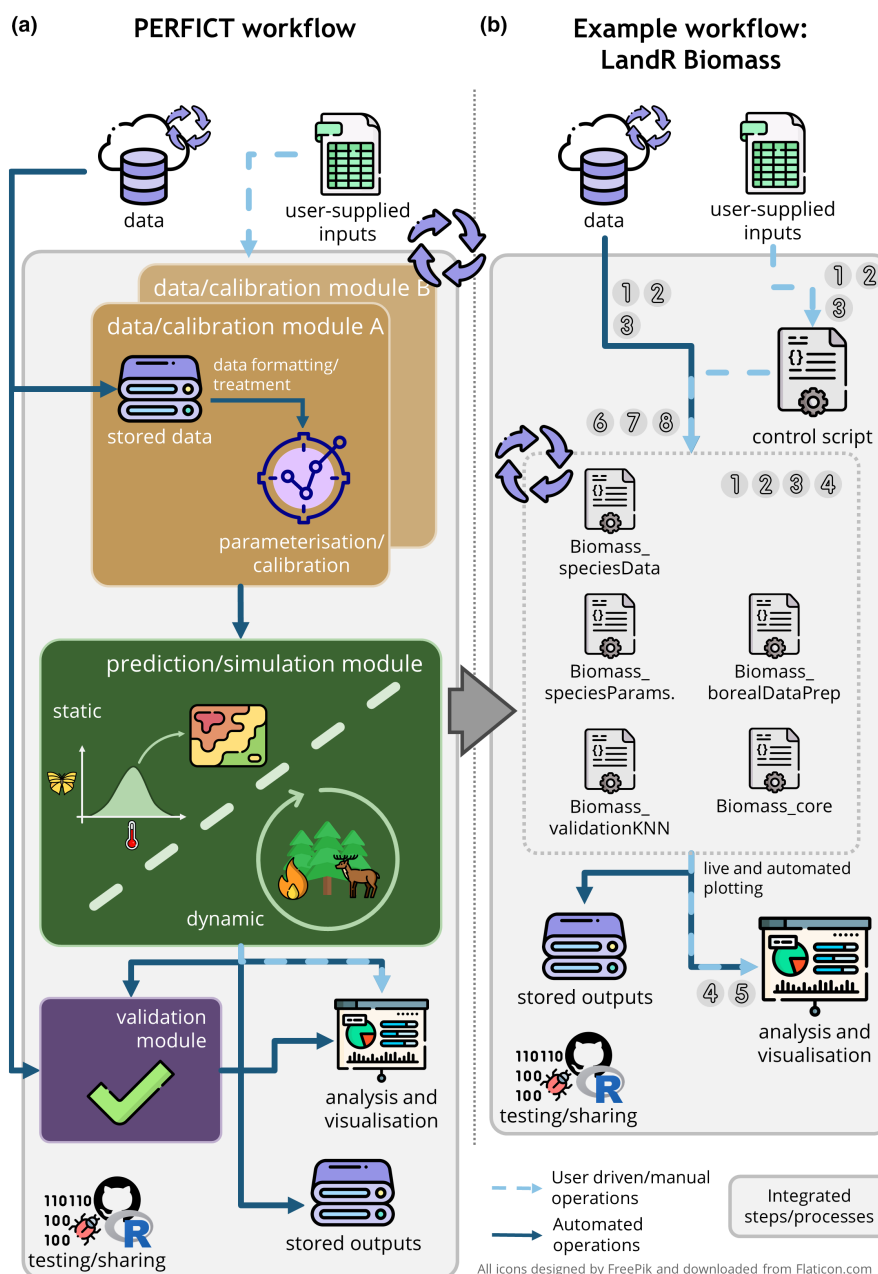 (a)
PERFICT workflow
data
user-supplied
inputs
data/calibration module B
data/calibration module A
data formatting/
treatment
stored data
parameterisation/
calibration
prediction/simulation module
static
dynamic
validation
module
analysis and
visualisation
110110
100
100
R
testing/sharing
stored outputs
(b)
Example workflow:
LandR Biomass
data
user-supplied
inputs
1 2
3
1 2
3
{}
control script
6 7 8
1 2 3 4
{}
Biomass_
speciesData
{}
Biomass_
speciesParams.
{}
Biomass_
borealDataPrep
{}
Biomass_
validationKNN
{}
Biomass_core
live and automated
plotting
stored outputs
4 5
analysis and
visualisation
110110
100
100
R
testing/sharing
User driven/manual
operations
Automated
operations
Integrated
steps/processes
All icons designed by FreePik and downloaded from Flaticon.com